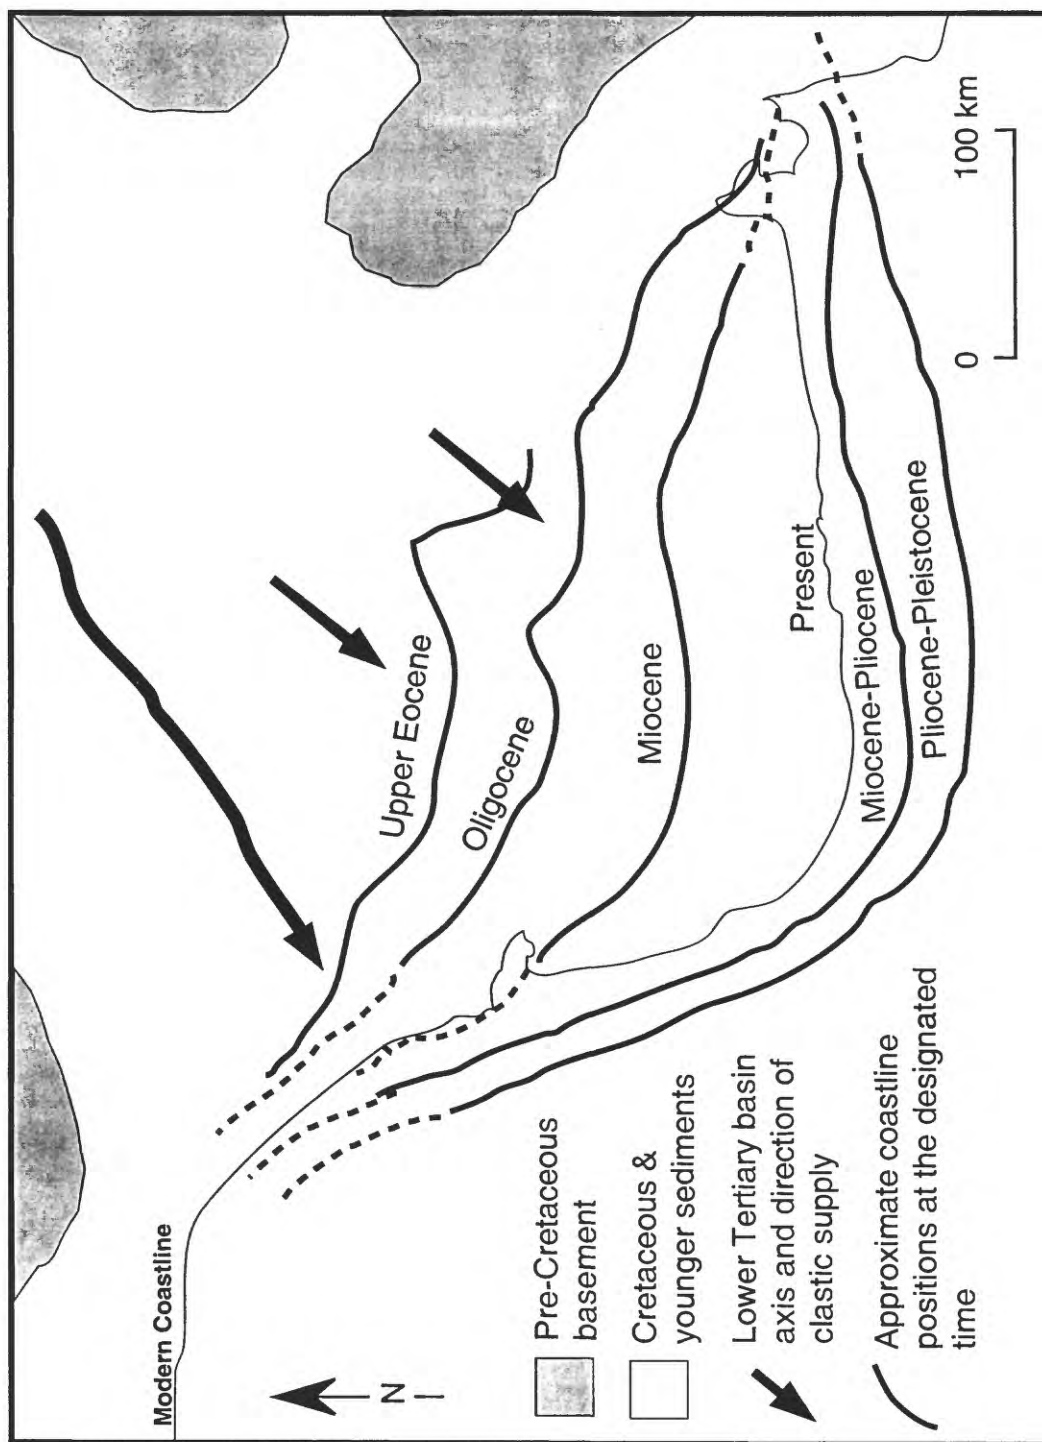 Modern Coastline
N
Upper Eocene
Oligocene
Miocene
Present
Miocene-Pliocene
Pliocene-Pleistocene
Pre-Cretaceous
basement
Cretaceous &
younger sediments
Lower Tertiary basin
axis and direction of
clastic supply
Approximate coastline
positions at the designated
time
0
100 km